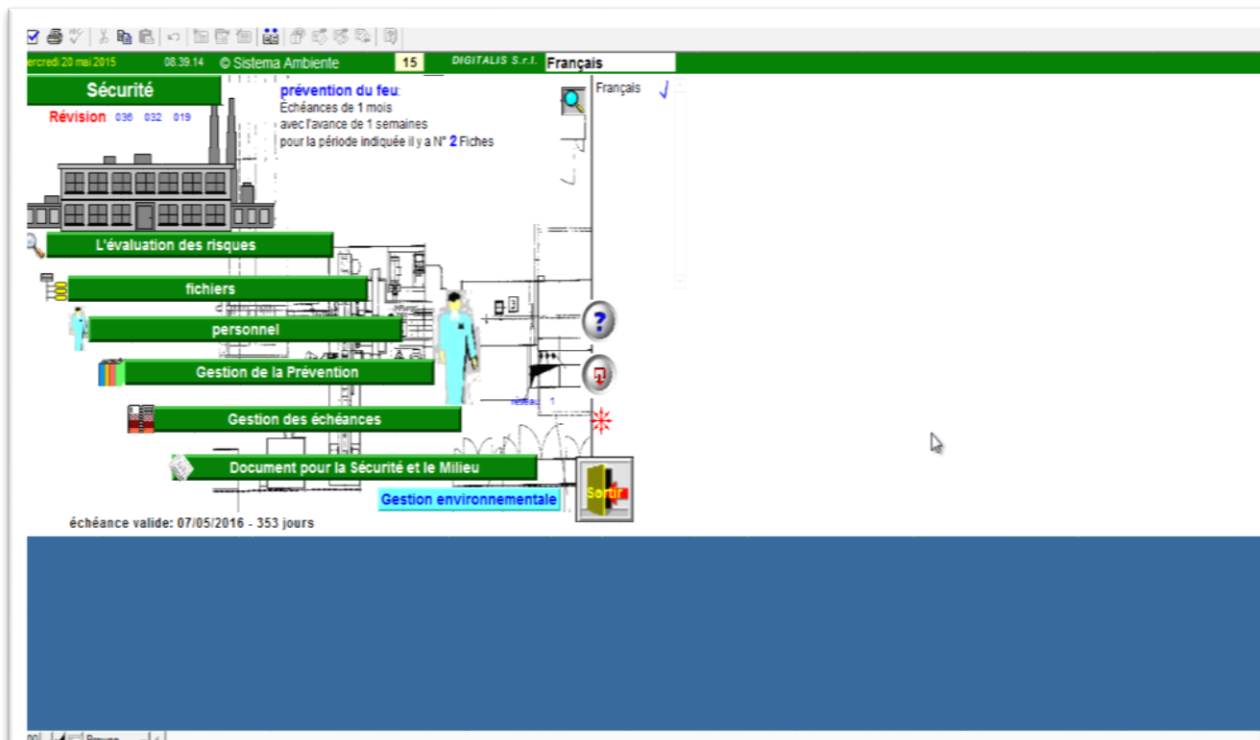 ercredi 20 mai 2015 08.39.14 © Sistema Ambiente 15 DIGITALIS S.r.l. Français
Sécurité
Révision 036 032 019
prévention du feu:
Echéances de 1 mois
avec l'avance de 1 semaines
pour la période indiquée il y a N° 2 Fiches
Français
L'évaluation des risques
fichiers
personnel
Gestion de la Prévention
réseau 1
Gestion des échéances
Document pour la Sécurité et le Milieu
Gestion environnementale
Sortir
échéance valide: 07/05/2016 - 353 jours